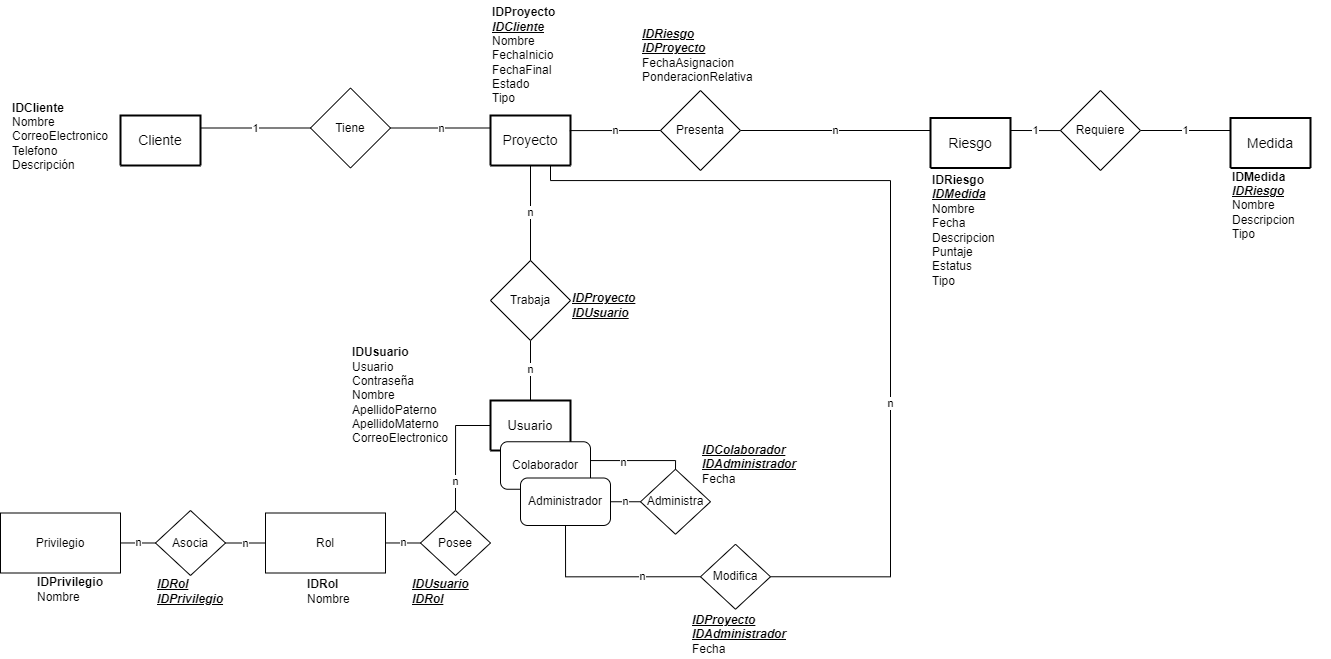 IDProyecto
IDCliente
Nombre
FechaInicio
FechaFinal
Estado
Tipo
IDRiesgo
IDProyecto
FechaAsignacion
PonderacionRelativa
IDCliente
Nombre
CorreoElectronico
Telefono
Descripción
Cliente
1
Tiene
n
Proyecto
n
Presenta
n
Riesgo
1
Requiere
1
Medida
IDRiesgo
IDMedida
Nombre
Fecha
Descripcion
Puntaje
Estatus
Tipo
IDMedida
IDRiesgo
Nombre
Descripcion
Tipo
n
Trabaja
IDProyecto
IDUsuario
n
n
IDUsuario
Usuario
Contraseña
Nombre
ApellidoPaterno
ApellidoMaterno
CorreoElectronico
Usuario
Colaborador
Administrador
n
n
Administra
IDColaborador
IDAdministrador
Fecha
n
Privilegio
n
Asocia
n
Rol
n
Posee
IDPrivilegio
Nombre
IDRol
IDPrivilegio
IDRol
Nombre
IDUsuario
IDRol
n
Modifica
IDProyecto
IDAdministrador
Fecha